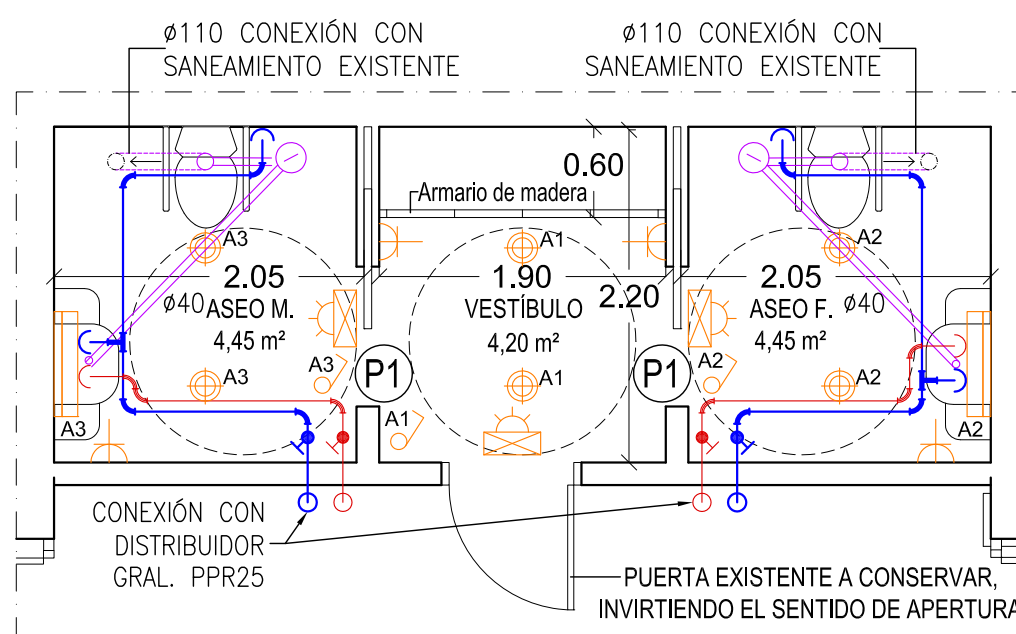 ø110 CONEXIÓN CON
SANEAMIENTO EXISTENTE
ø110 CONEXIÓN CON
SANEAMIENTO EXISTENTE
0.60
Armario de madera
A3
A1
A2
2.05
1.90
2.20
2.05
ø40
ASEO M.
4,45 m²
VESTÍBULO
4,20 m²
ASEO F.
4,45 m²
ø40
A3
A3
P1
A1
P1
A2
A2
A3
A1
A2
CONEXIÓN CON
DISTRIBUIDOR
GRAL. PPR25
PUERTA EXISTENTE A CONSERVAR,
INVIRTIENDO EL SENTIDO DE APERTURA